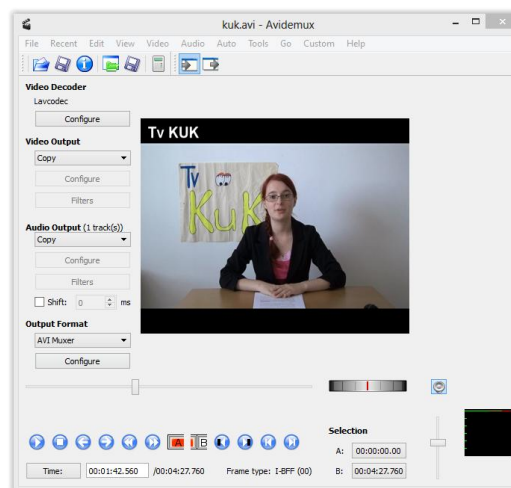 kuk.avi - Avidemux
File Recent Edit View Video Audio Auto Tools Go Custom Help
Video Decoder
Lavcodec
Configure
Video Output
Copy
Configure
Filters
Audio Output (1 track(s))
Copy
Configure
Filters
Shift: 0 ms
Output Format
AVI Muxer
Configure
Tv KUK
Tv
KuK
A B
Selection
A: 00:00:00.00
B: 00:04:27.760
Time: 00:01:42.560 /00:04:27.760 Frame type: I-BFF (00)